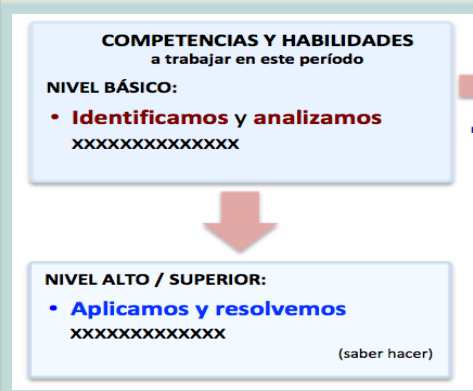 COMPETENCIAS Y HABILIDADES
a trabajar en este período
NIVEL BÁSICO:
• Identificamos y analizamos
xxxxxxxxxxxxxx
NIVEL ALTO / SUPERIOR:
• Aplicamos y resolvemos
xxxxxxxxxxxxx
(saber hacer)